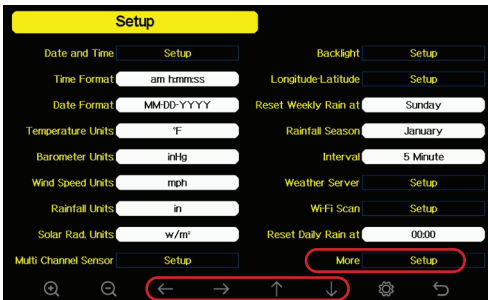 Setup
Date and Time Setup
Time Format am h:mm:ss
Date Format MM-DD-YYYY
Temperature Units °F
Barometer Units inHg
Wind Speed Units mph
Rainfall Units in
Solar Rad. Units w/m²
Multi Channel Sensor Setup
Backlight Setup
Longitude-Latitude Setup
Reset Weekly Rain at Sunday
Rainfall Season January
Interval 5 Minute
Weather Server Setup
Wi-Fi Scan Setup
Reset Daily Rain at 00:00
More Setup